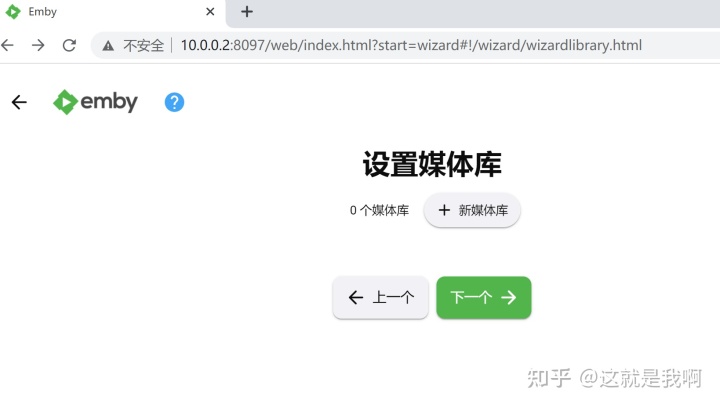 Emby
不安全 10.0.0.2:8097/web/index.html?start=wizard#!/wizard/wizardlibrary.html
emby
设置媒体库
0 个媒体库 新媒体库
上一个 下一个
知乎 @这就是我啊